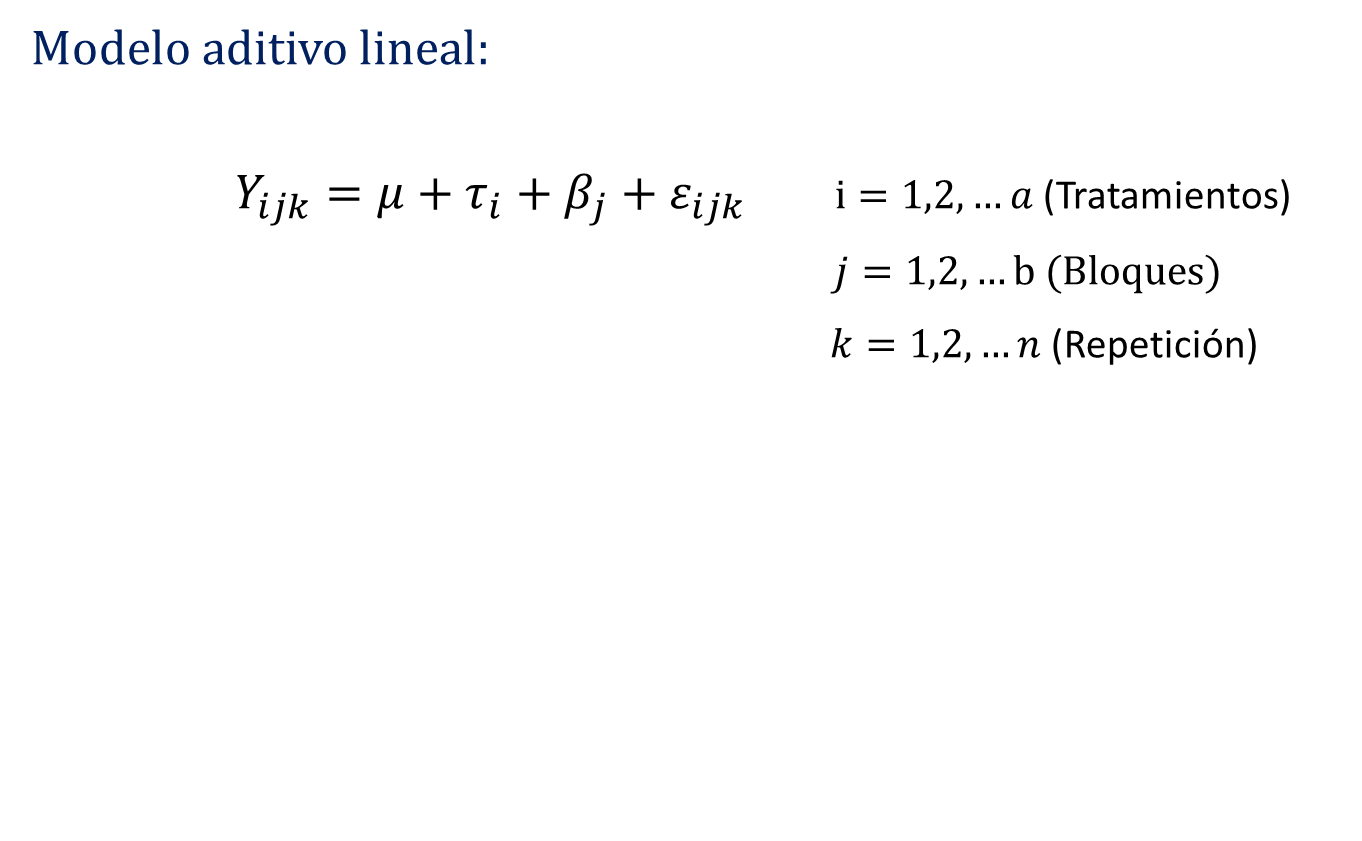 Modelo aditivo lineal:
Y_{ijk} = μ + τ_i + β_j + ε_{ijk} i = 1,2, … a (Tratamientos)
j = 1,2, … b (Bloques)
k = 1,2, … n (Repetición)